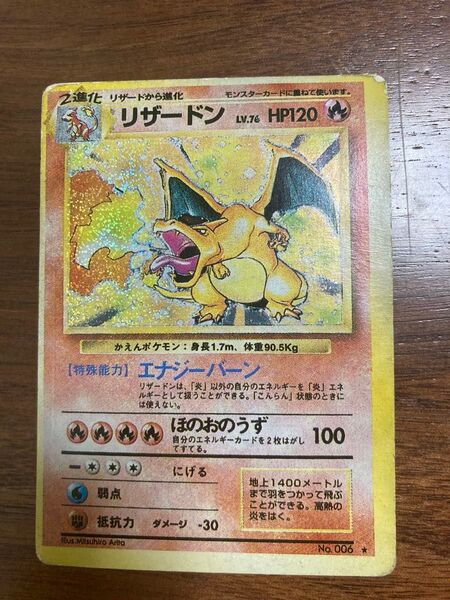 2進化 リザードから進化 モンスターカードに重ねて使います。
リザードン LV.76 HP120
かえんポケモン：身長1.7m、体重90.5Kg
【特殊能力】エナジーバーン
リザードンは、「炎」以外の自分のエネルギーを「炎」エネ
ルギーとして扱うことができる。「こんらん」状態のときに
は使えない。
ほのおのうず 100
自分のエネルギーカードを2枚はがし
てすてる。
ー にげる
弱点
抵抗力 ダメージ -30
地上1400メートル
まで羽をつかって飛ぶ
ことができる。高熱の
炎をはく。
Illus.Mitsuhiro Arita
No.006 ★